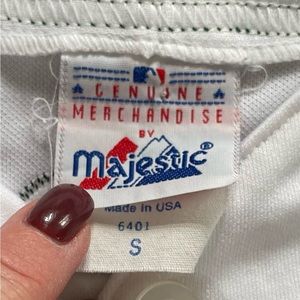 GENUINE
MERCHANDISE
BY
Majestic®
Made in USA
6401
S